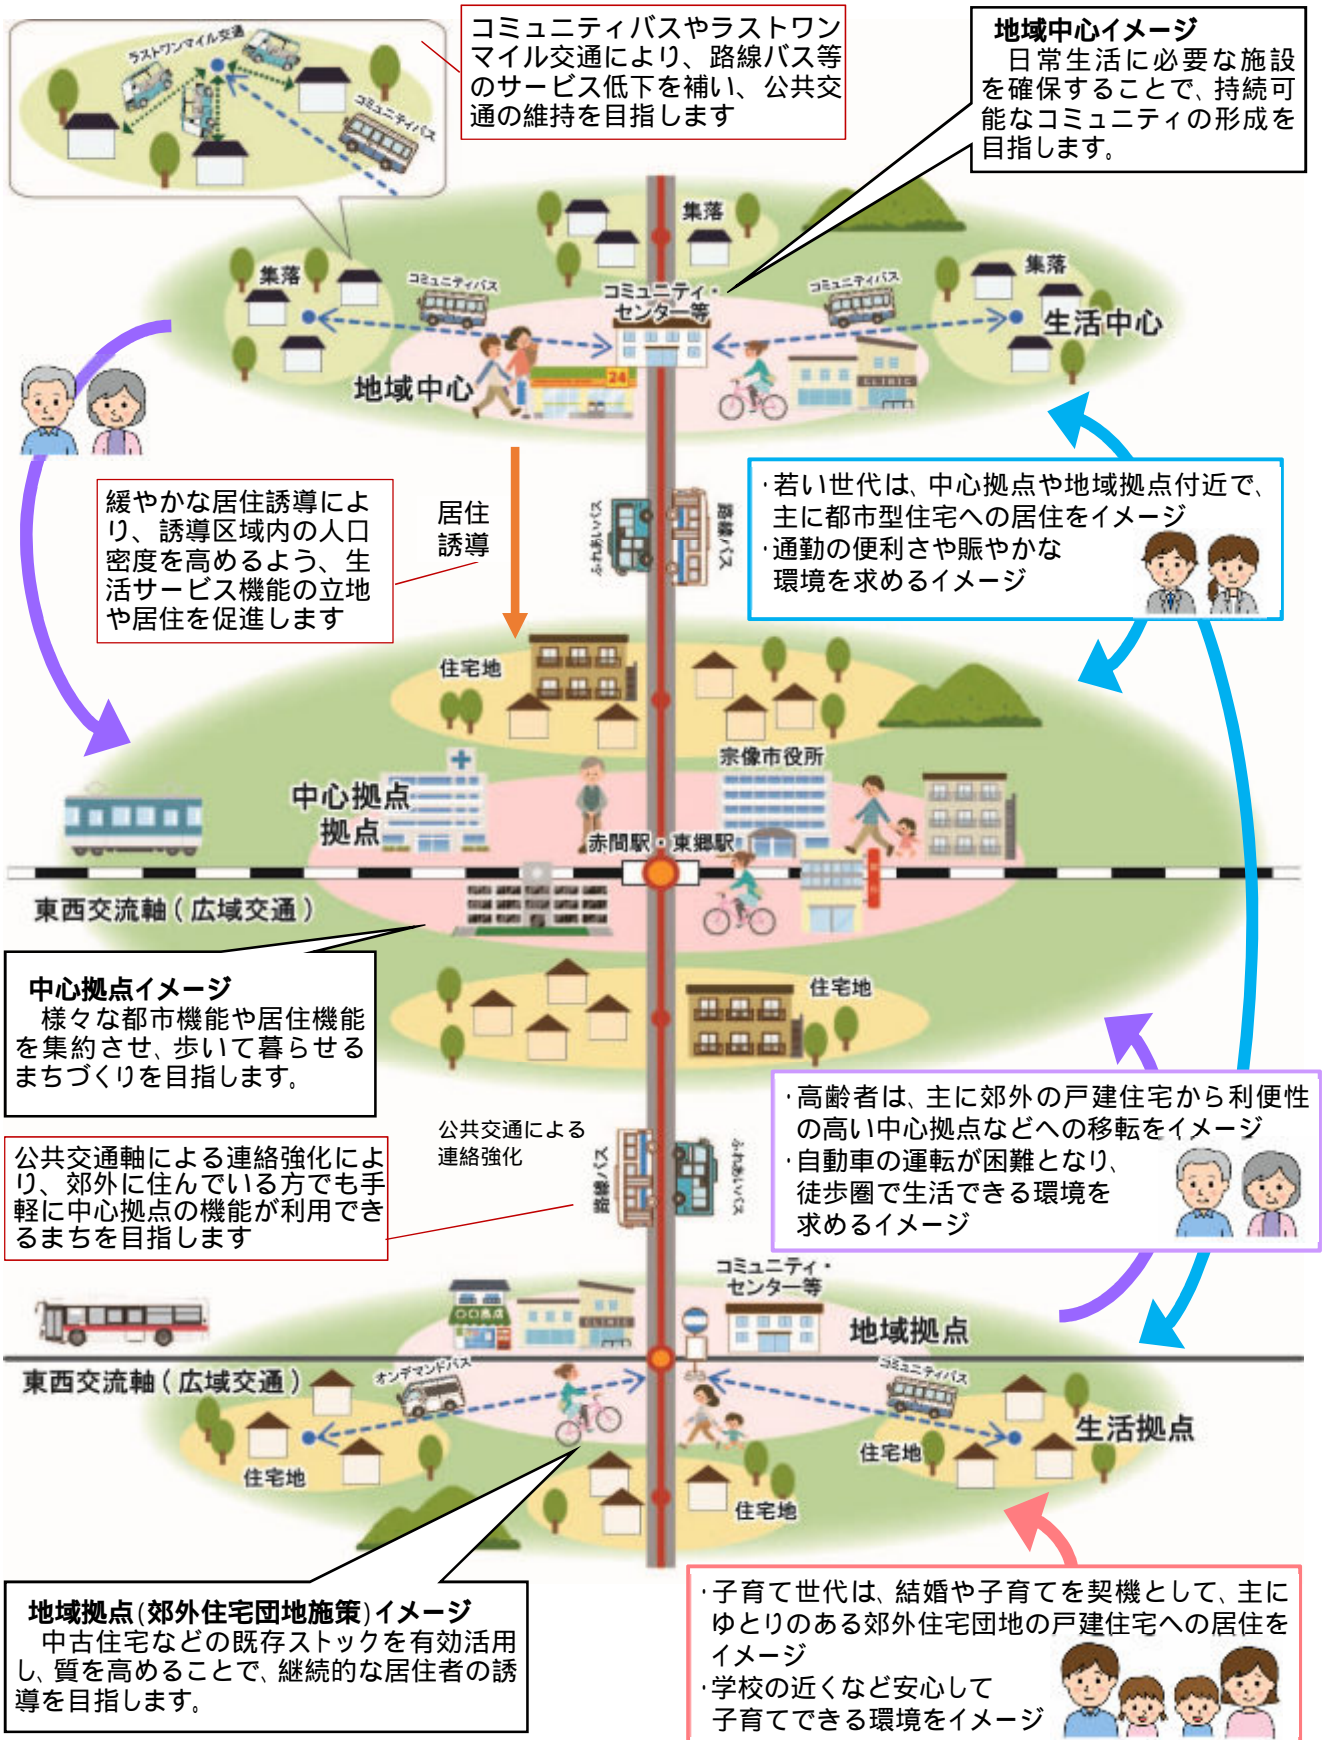 ラストワンマイル交通
コミュニティバス
コミュニティバスやラストワン
マイル交通により、路線バス等
のサービス低下を補い、公共交
通の維持を目指します
地域中心イメージ
日常生活に必要な施設
を確保することで、持続可
能なコミュニティの形成を
目指します。
集落
集落
コミュニティバス
コミュニティ・
センター等
コミュニティバス
集落
生活中心
地域中心
24
CLINIC
緩やかな居住誘導によ
り、誘導区域内の人口
密度を高めるよう、生
活サービス機能の立地
や居住を促進します
居住
誘導
ふれあいバス
路線バス
・若い世代は、中心拠点や地域拠点付近で、
主に都市型住宅への居住をイメージ
・通勤の便利さや賑やかな
環境を求めるイメージ
住宅地
宗像市役所
中心拠点
拠点
赤間駅・東郷駅
東西交流軸(広域交通)
中心拠点イメージ
様々な都市機能や居住機能
を集約させ、歩いて暮らせる
まちづくりを目指します。
住宅地
公共交通による
連絡強化
公共交通軸による連絡強化によ
り、郊外に住んでいる方でも手
軽に中心拠点の機能が利用でき
るまちを目指します
路線バス
ふれあいバス
・高齢者は、主に郊外の戸建住宅から利便性
の高い中心拠点などへの移転をイメージ
・自動車の運転が困難となり、
徒歩圏で生活できる環境を
求めるイメージ
コミュニティ・
センター等
□□商店
CLINIC
地域拠点
東西交流軸(広域交通)
オンデマンドバス
コミュニティバス
生活拠点
住宅地
住宅地
住宅地
地域拠点(郊外住宅団地施策)イメージ
中古住宅などの既存ストックを有効活用
し、質を高めることで、継続的な居住者の誘
導を目指します。
・子育て世代は、結婚や子育てを契機として、主に
ゆとりのある郊外住宅団地の戸建住宅への居住を
イメージ
・学校の近くなど安心して
子育てできる環境をイメージ